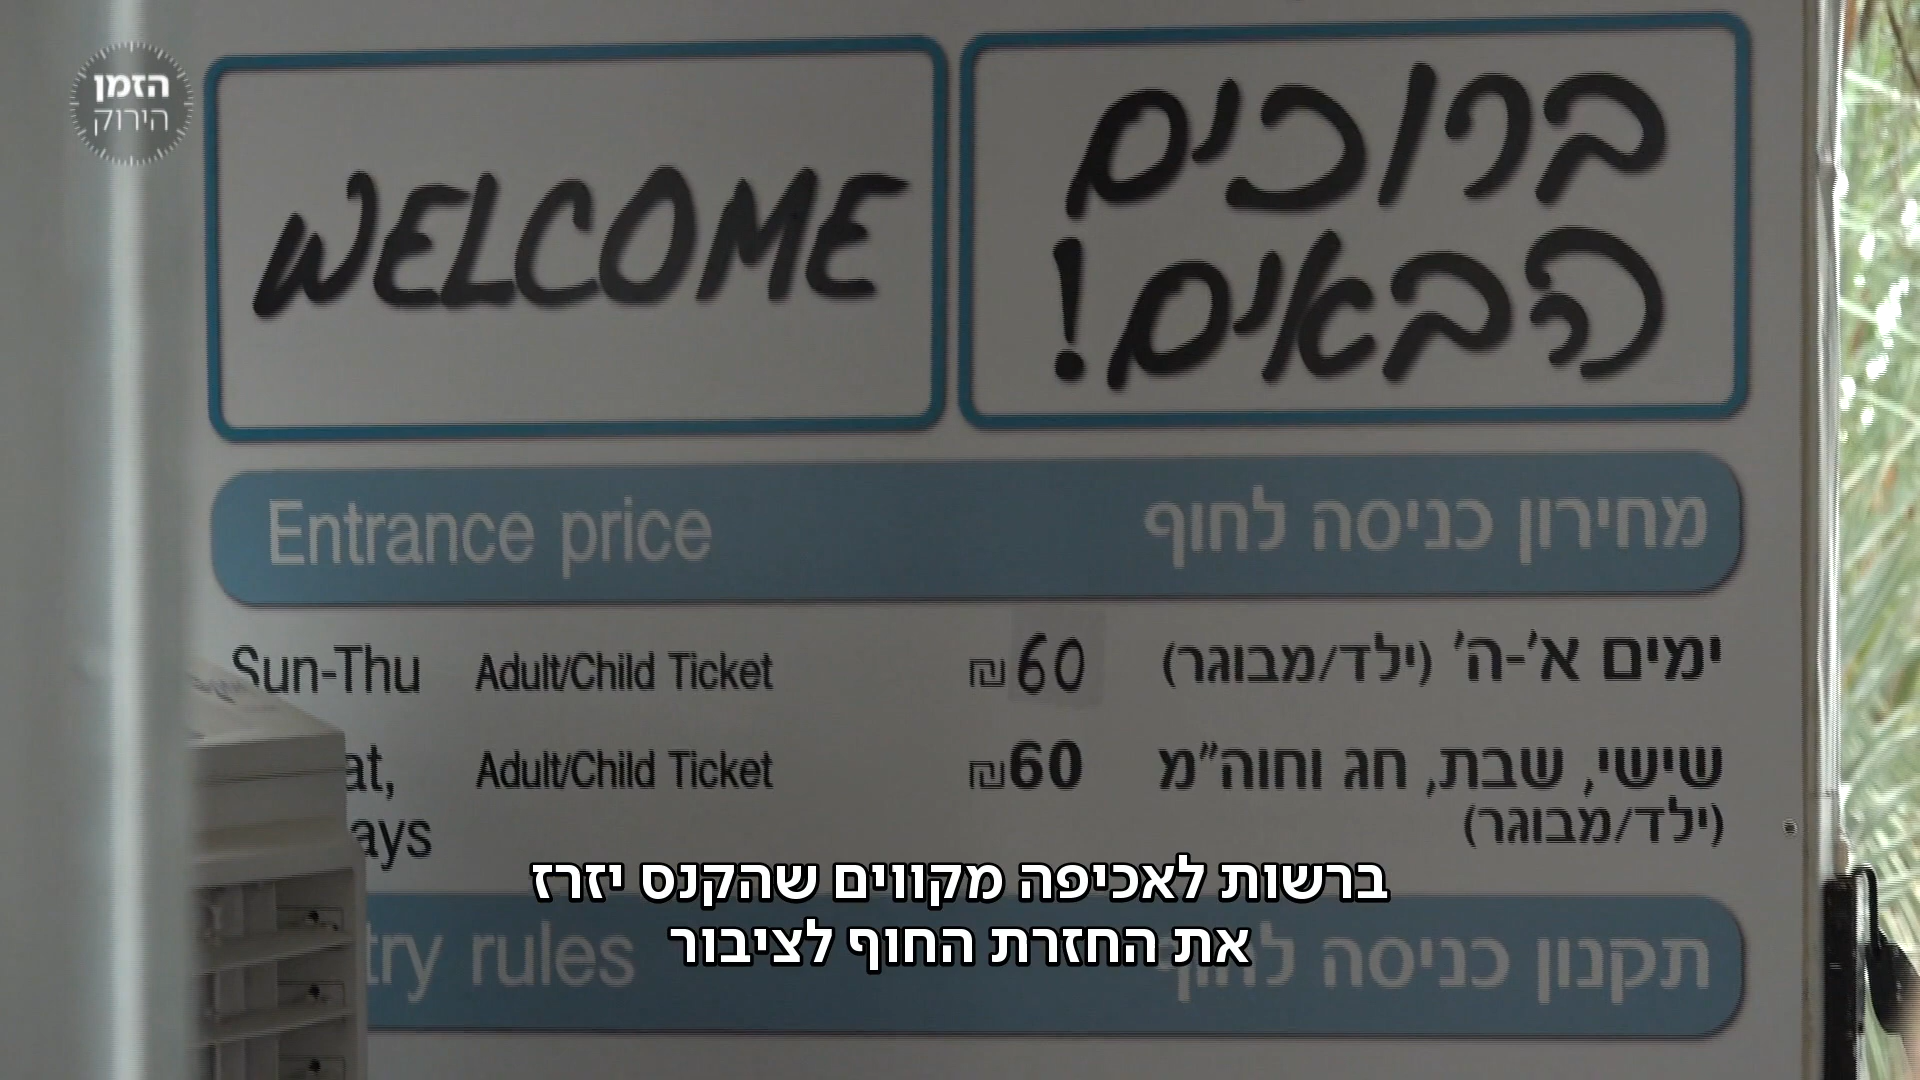 הזמן
הירוק
WELCOME
ברוכים
הבאים!
Entrance price
מחירון כניסה לחוף
Sun-Thu Adult/Child Ticket ₪60 ימים א'-ה' (ילד/מבוגר)
at, Adult/Child Ticket ₪60 שישי, שבת, חג וחוה"מ
ays (ילד/מבוגר)
try rules
תקנון כניסה לחוף
ברשות לאכיפה מקווים שהקנס יזרז
את החזרת החוף לציבור